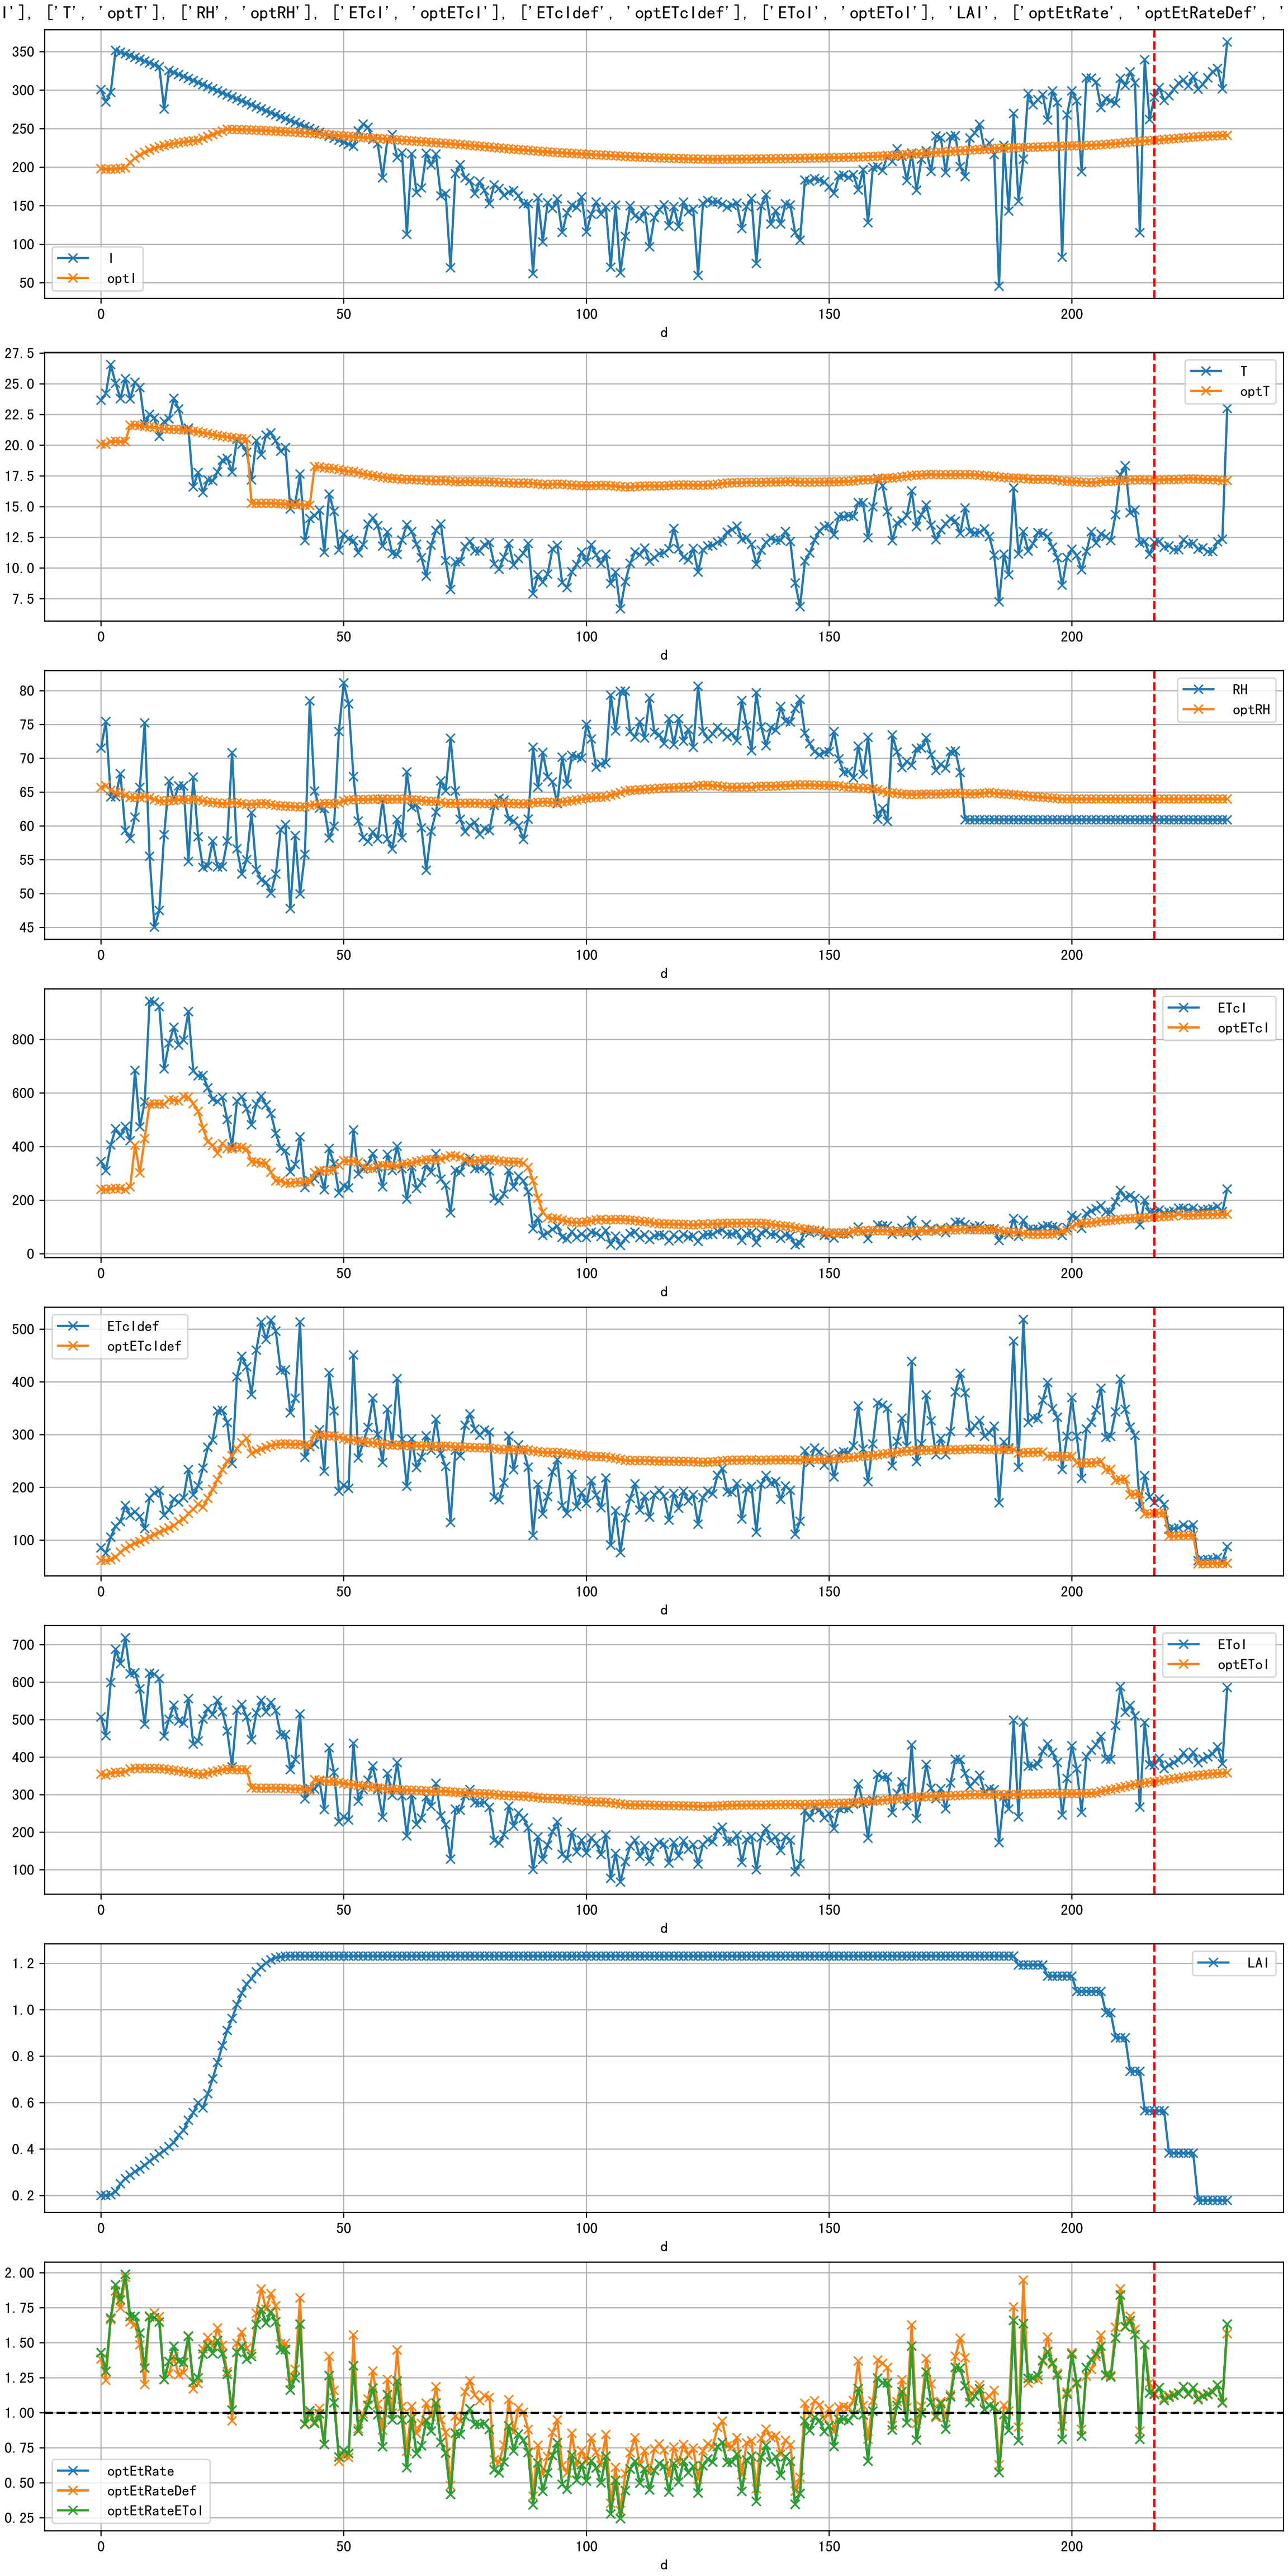 I'], ['T', 'optT'], ['RH', 'optRH'], ['ETcI', 'optETcI'], ['ETcIdef', 'optETcIdef'], ['EToI', 'optEToI'], 'LAI', ['optEtRate', 'optEtRateDef', '
350
300
250
200
150
100
50
I
optI
0 50 100 150 200
d
27.5
25.0
22.5
20.0
17.5
15.0
12.5
10.0
7.5
T
optT
0 50 100 150 200
d
80
75
70
65
60
55
50
45
RH
optRH
0 50 100 150 200
d
800
600
400
200
0
ETcI
optETcI
0 50 100 150 200
d
500
400
300
200
100
ETcIdef
optETcIdef
0 50 100 150 200
d
700
600
500
400
300
200
100
EToI
optEToI
0 50 100 150 200
d
1.2
1.0
0.8
0.6
0.4
0.2
LAI
0 50 100 150 200
d
2.00
1.75
1.50
1.25
1.00
0.75
0.50
0.25
optEtRate
optEtRateDef
optEtRateEToI
0 50 100 150 200
d